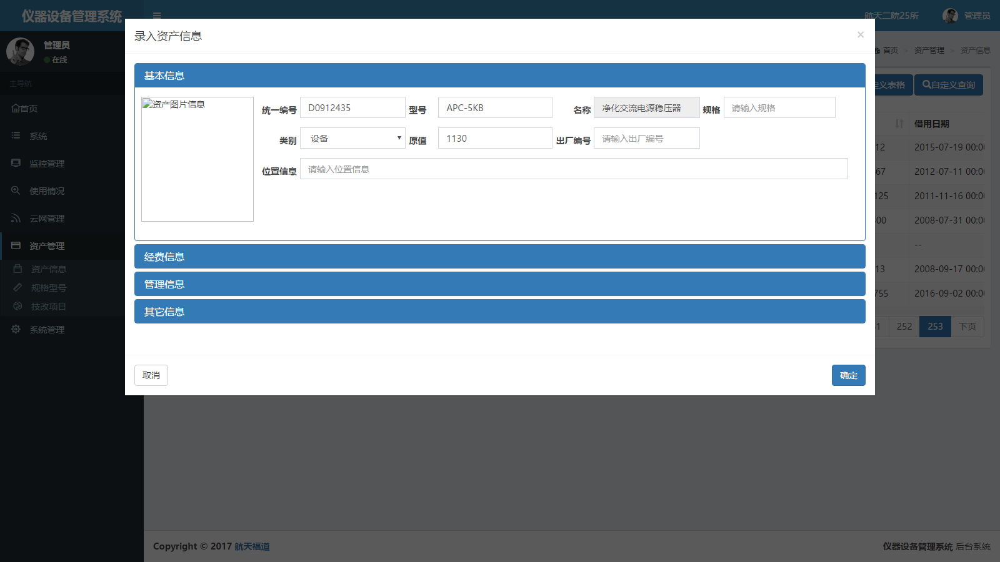 仪器设备管理系统
航天二院25所 管理员
管理员
在线
主导航
首页
系统
监控管理
使用情况
云网管理
资产管理
资产信息
规格型号
技改项目
系统管理
录入资产信息 ×
基本信息
资产图片信息
统一编号 D0912435 型号 APC-5KB 名称 净化交流电源稳压器 规格 请输入规格
类别 设备 原值 1130 出厂编号 请输入出厂编号
位置信息 请输入位置信息
经费信息
管理信息
其它信息
取消 确定
首页 > 资产管理 > 资产信息
定义表格 自定义查询
借用日期
12 2015-07-19 00:00
67 2012-07-11 00:00
125 2011-11-16 00:00
00 2008-07-31 00:00
--
13 2008-09-17 00:00
755 2016-09-02 00:00
252 253 下页
Copyright © 2017 航天福道
仪器设备管理系统 后台系统